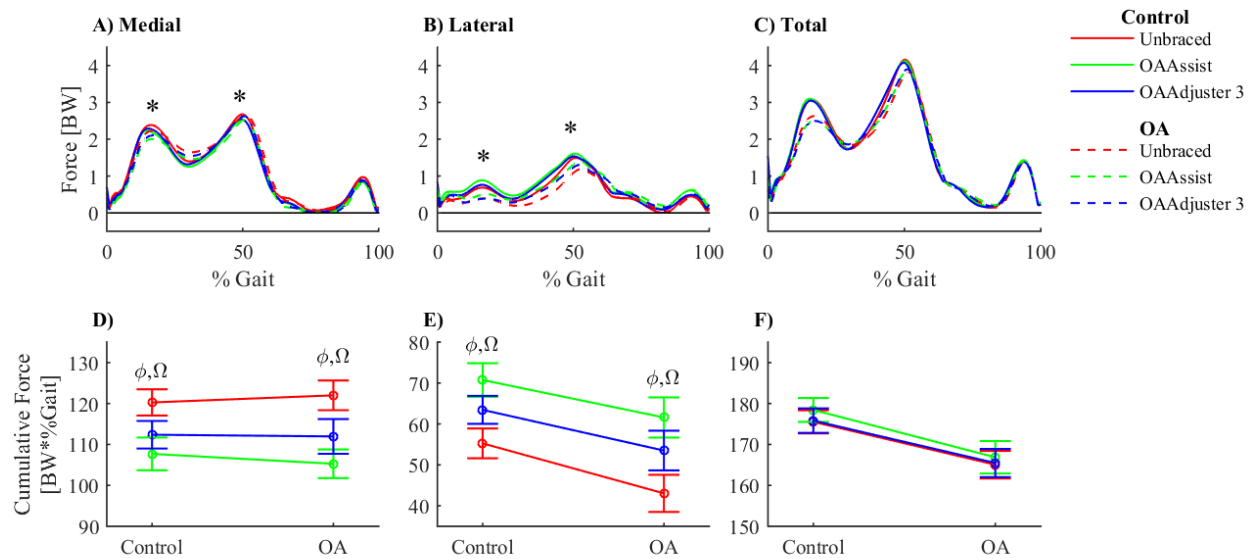 A) Medial
B) Lateral
C) Total
Control
Unbraced
OAAssist
OAAdjuster 3
OA
Unbraced
OAAssist
OAAdjuster 3
Force [BW]
4
3
2
1
0
* *
0 50 100
% Gait
4
3
2
1
0
* *
0 50 100
% Gait
4
3
2
1
0
0 50 100
% Gait
D)
Cumulative Force
[BW*%Gait]
130
120
110
100
90
ϕ,Ω ϕ,Ω
Control OA
E)
80
70
60
50
40
ϕ,Ω ϕ,Ω
Control OA
F)
190
180
170
160
150
Control OA